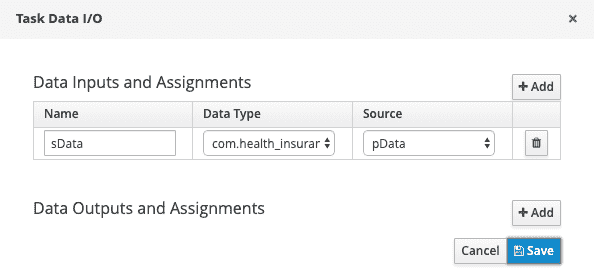 Task Data I/O ×
Data Inputs and Assignments
+ Add
Name Data Type Source
sData com.health_insurar pData
Data Outputs and Assignments
+ Add
Cancel Save